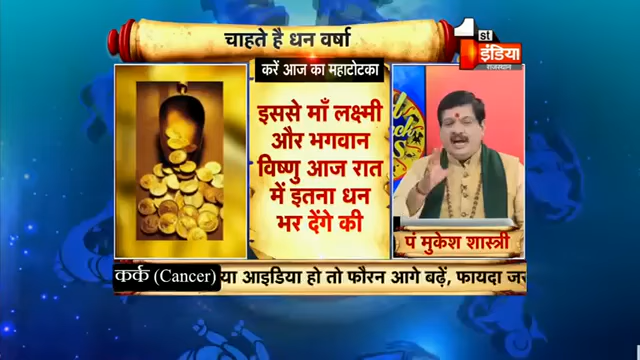 चाहते है धन वर्षा
1st
इंडिया
राजस्थान
करें आज का महाटोटका
इससे माँ लक्ष्मी
और भगवान
विष्णु आज रात
में इतना धन
भर देंगे की
पं मुकेश शास्त्री
कर्क (Cancer)
या आइडिया हो तो फौरन आगे बढ़ें, फायदा